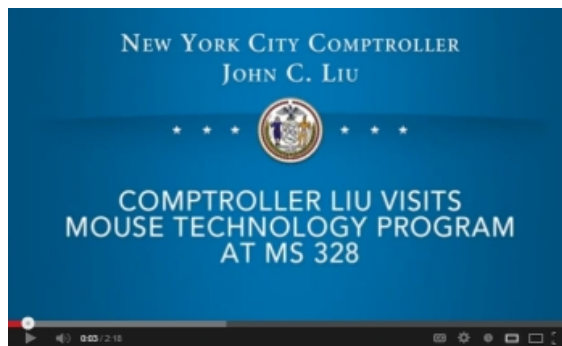 NEW YORK CITY COMPTROLLER
JOHN C. LIU
COMPTROLLER LIU VISITS
MOUSE TECHNOLOGY PROGRAM
AT MS 328
0:03 / 2:18